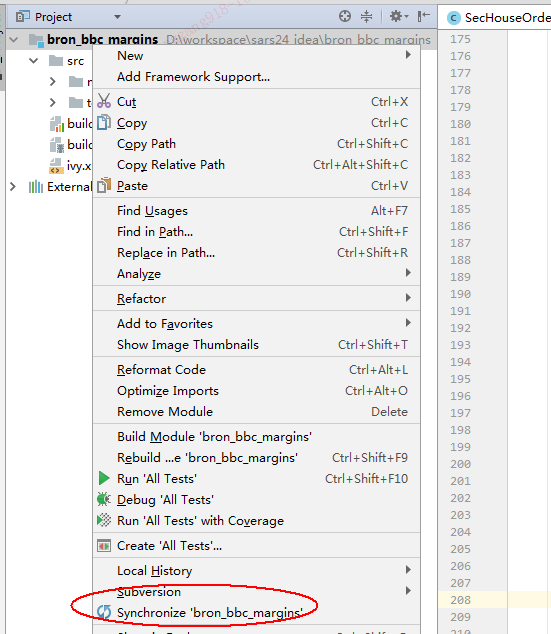 Project
SecHouseOrde
bron_bbc_margins D:\workspace\sars24_idea\bron_bbc_margins
src
build
build
ivy.x
External
New
Add Framework Support...
Cut Ctrl+X
Copy Ctrl+C
Copy Path Ctrl+Shift+C
Copy Relative Path Ctrl+Alt+Shift+C
Paste Ctrl+V
Find Usages Alt+F7
Find in Path... Ctrl+Shift+F
Replace in Path... Ctrl+Shift+R
Analyze
Refactor
Add to Favorites
Show Image Thumbnails Ctrl+Shift+T
Reformat Code Ctrl+Alt+L
Optimize Imports Ctrl+Alt+O
Remove Module Delete
Build Module 'bron_bbc_margins'
Rebuild ...e 'bron_bbc_margins' Ctrl+Shift+F9
Run 'All Tests' Ctrl+Shift+F10
Debug 'All Tests'
Run 'All Tests' with Coverage
Create 'All Tests'...
Local History
Subversion
Synchronize 'bron_bbc_margins'
175
176
177
178
179
180
181
182
183
184
185
186
187
188
189
190
191
192
193
194
195
196
197
198
199
200
201
202
203
204
205
206
207
208
209